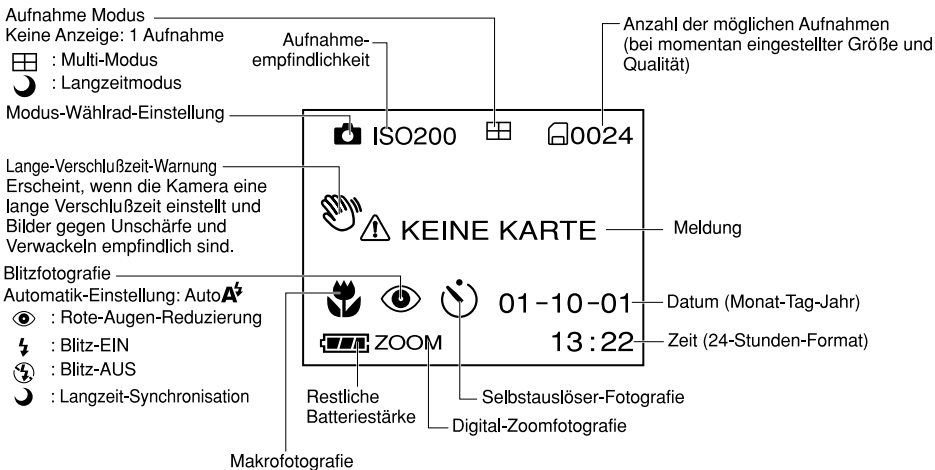 Aufnahme Modus
Keine Anzeige: 1 Aufnahme
: Multi-Modus
: Langzeitmodus
Modus-Wählrad-Einstellung
Aufnahme-
empfindlichkeit
Anzahl der möglichen Aufnahmen
(bei momentan eingestellter Größe und
Qualität)
ISO200
0024
Lange-Verschlußzeit-Warnung
Erscheint, wenn die Kamera eine
lange Verschlußzeit einstellt und
Bilder gegen Unschärfe und
Verwackeln empfindlich sind.
KEINE KARTE
Meldung
Blitzfotografie
Automatik-Einstellung: Auto A
: Rote-Augen-Reduzierung
: Blitz-EIN
: Blitz-AUS
: Langzeit-Synchronisation
01-10-01
Datum (Monat-Tag-Jahr)
ZOOM
13:22
Zeit (24-Stunden-Format)
Restliche
Batteriestärke
Selbstauslöser-Fotografie
Digital-Zoomfotografie
Makrofotografie